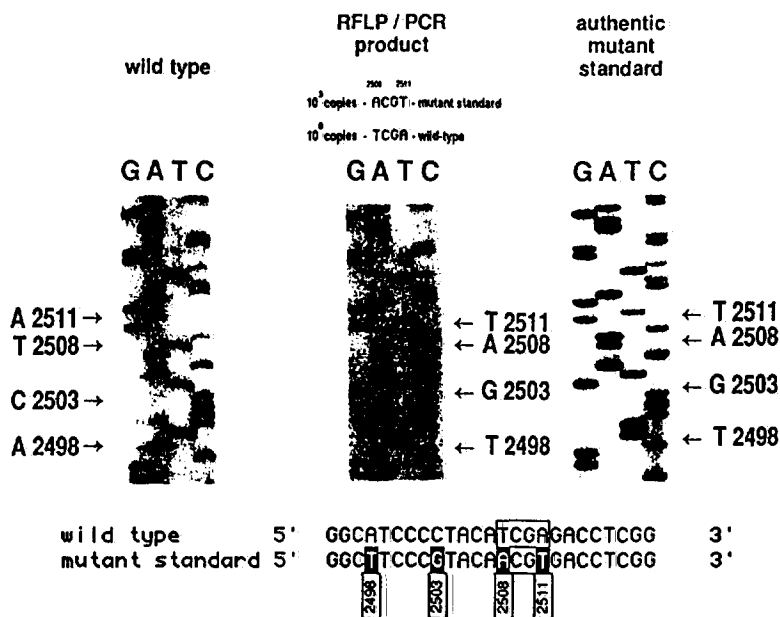 wild type
RFLP / PCR
product
authentic
mutant
standard
2508 2511
10³ copies - ACGT - mutant standard
10⁶ copies - TCGA - wild-type
G A T C
G A T C
G A T C
A 2511 →
T 2508 →
C 2503 →
A 2498 →
← T 2511
← A 2508
← G 2503
← T 2498
← T 2511
← A 2508
← G 2503
← T 2498
wild type 5' GGCATCCCCTACATCGAGACCTCGG 3'
mutant standard 5' GGCTTCCCGTACAACGTGACCTCGG 3'
2498 2503 2508 2511